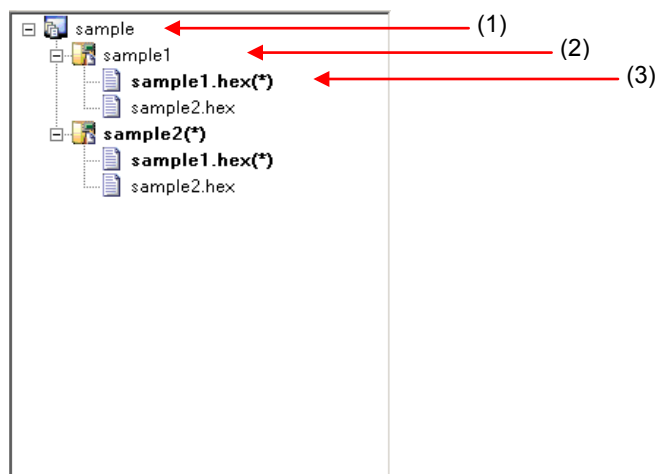 sample (1)
sample1 (2)
sample1.hex(*) (3)
sample2.hex
sample2(*)
sample1.hex(*)
sample2.hex